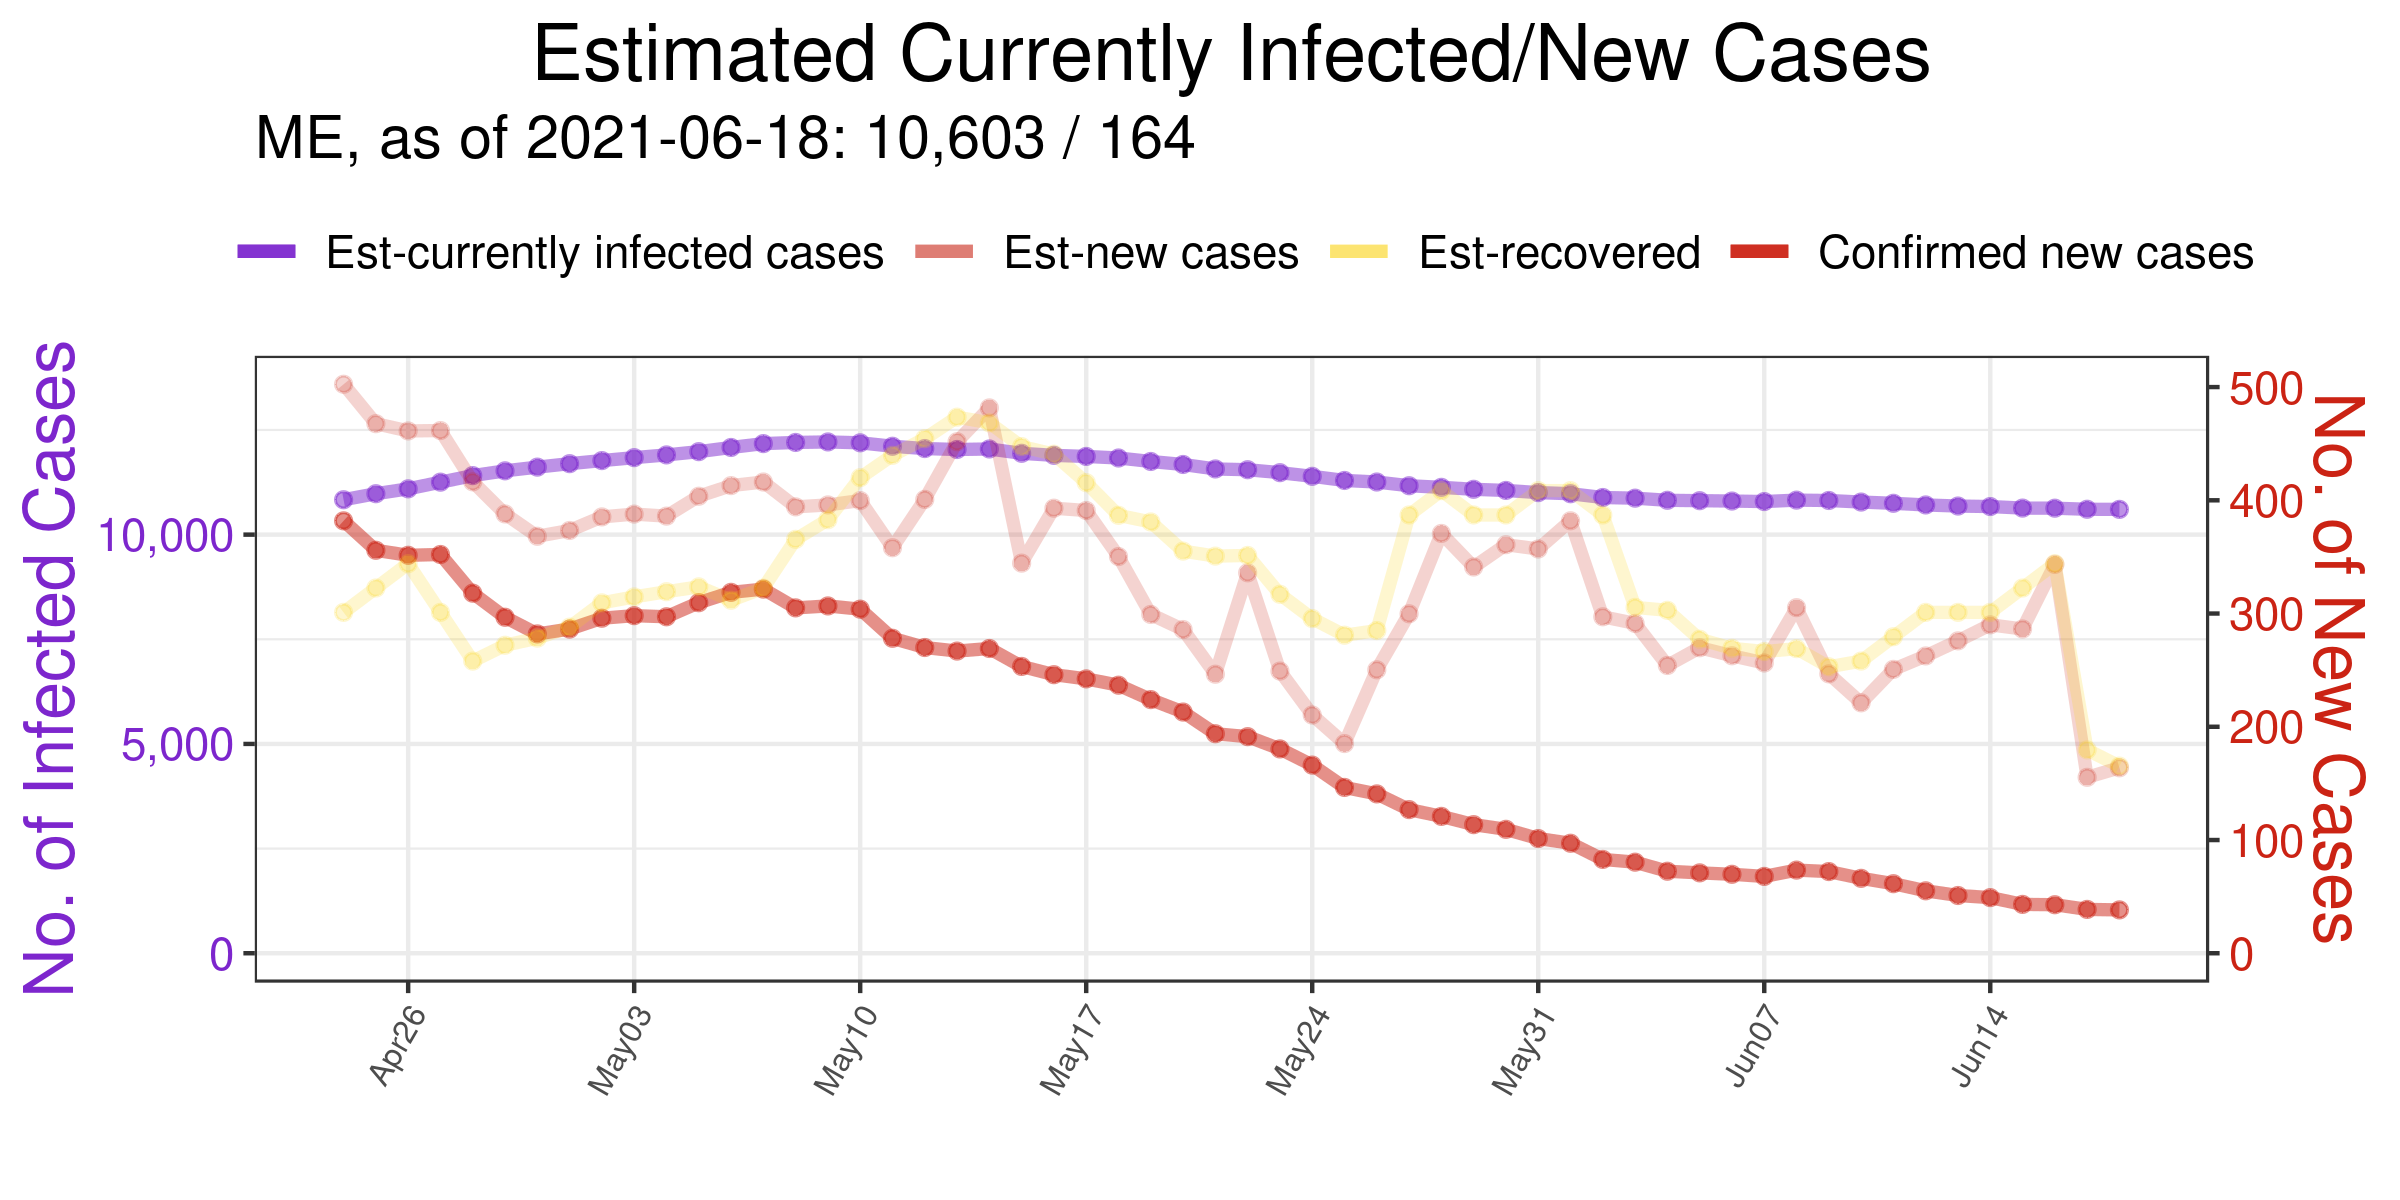 Estimated Currently Infected/New Cases
ME, as of 2021-06-18: 10,603 / 164
Est-currently infected cases Est-new cases Est-recovered Confirmed new cases
No. of Infected Cases
10,000
5,000
0
500
400
300
200
100
0
No. of New Cases
Apr26 May03 May10 May17 May24 May31 Jun07 Jun14